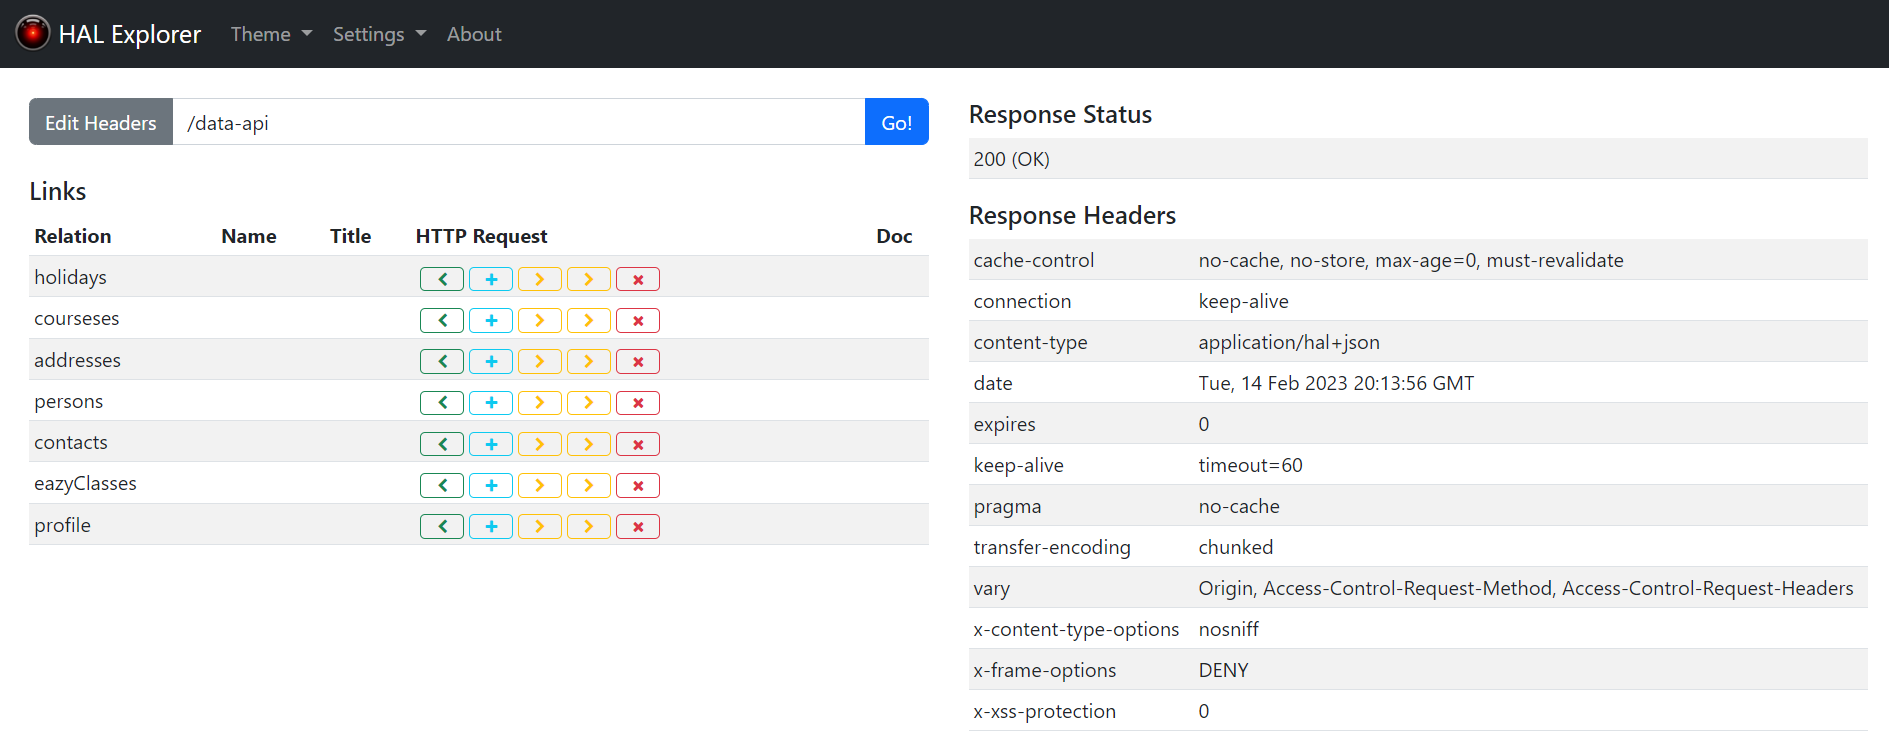 HAL Explorer Theme Settings About
Edit Headers /data-api Go!
Links
Relation Name Title HTTP Request Doc
holidays
courseses
addresses
persons
contacts
eazyClasses
profile
Response Status
200 (OK)
Response Headers
cache-control no-cache, no-store, max-age=0, must-revalidate
connection keep-alive
content-type application/hal+json
date Tue, 14 Feb 2023 20:13:56 GMT
expires 0
keep-alive timeout=60
pragma no-cache
transfer-encoding chunked
vary Origin, Access-Control-Request-Method, Access-Control-Request-Headers
x-content-type-options nosniff
x-frame-options DENY
x-xss-protection 0